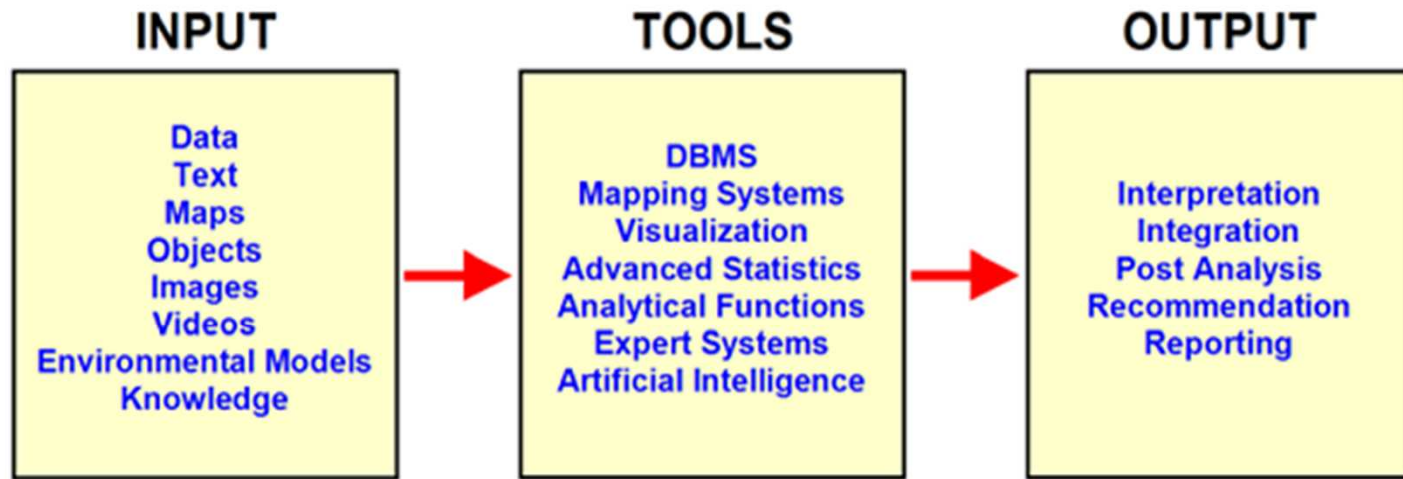 INPUT
Data
Text
Maps
Objects
Images
Videos
Environmental Models
Knowledge
TOOLS
DBMS
Mapping Systems
Visualization
Advanced Statistics
Analytical Functions
Expert Systems
Artificial Intelligence
OUTPUT
Interpretation
Integration
Post Analysis
Recommendation
Reporting